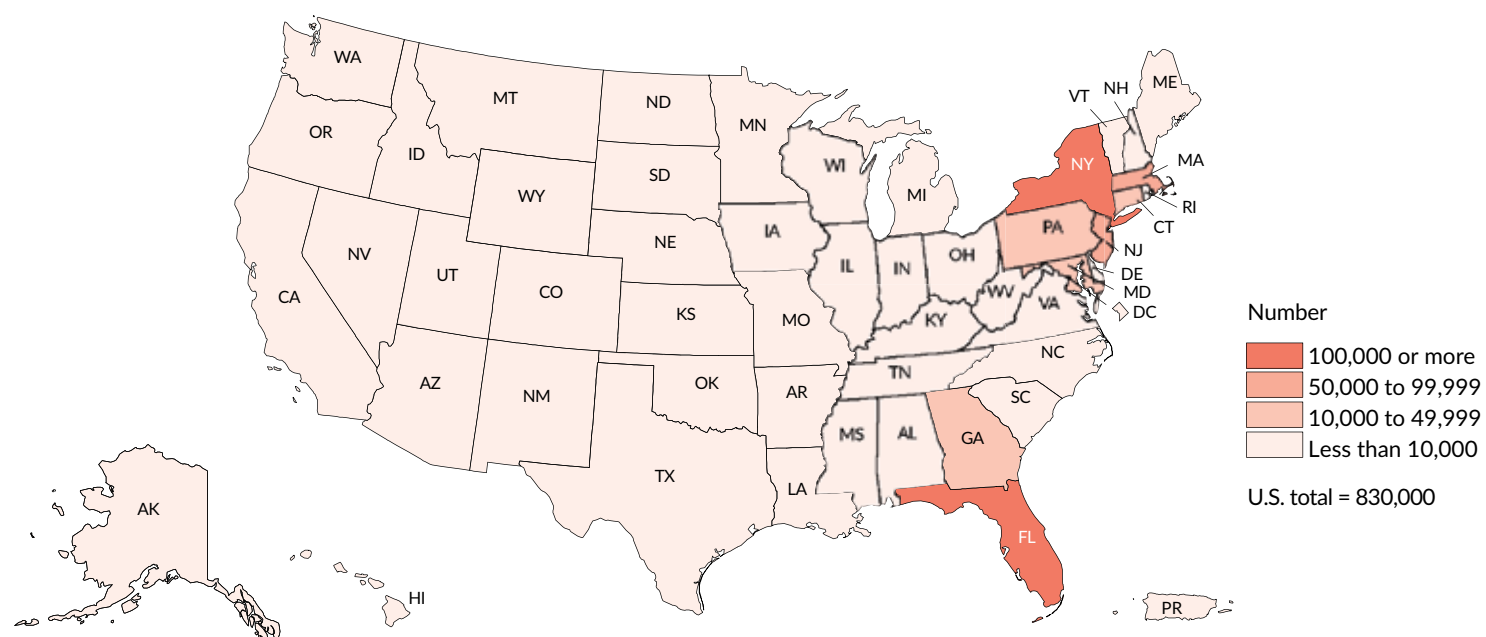 WA
MT
ND
MN
OR
ID
SD
WY
WI
MI
VT
NH
ME
NY
MA
RI
CT
NV
UT
CO
NE
IA
IL
IN
OH
PA
NJ
DE
MD
DC
CA
KS
MO
KY
WV
VA
AZ
NM
OK
AR
TN
NC
SC
TX
LA
MS
AL
GA
FL
AK
HI
PR
Number
100,000 or more
50,000 to 99,999
10,000 to 49,999
Less than 10,000
U.S. total = 830,000